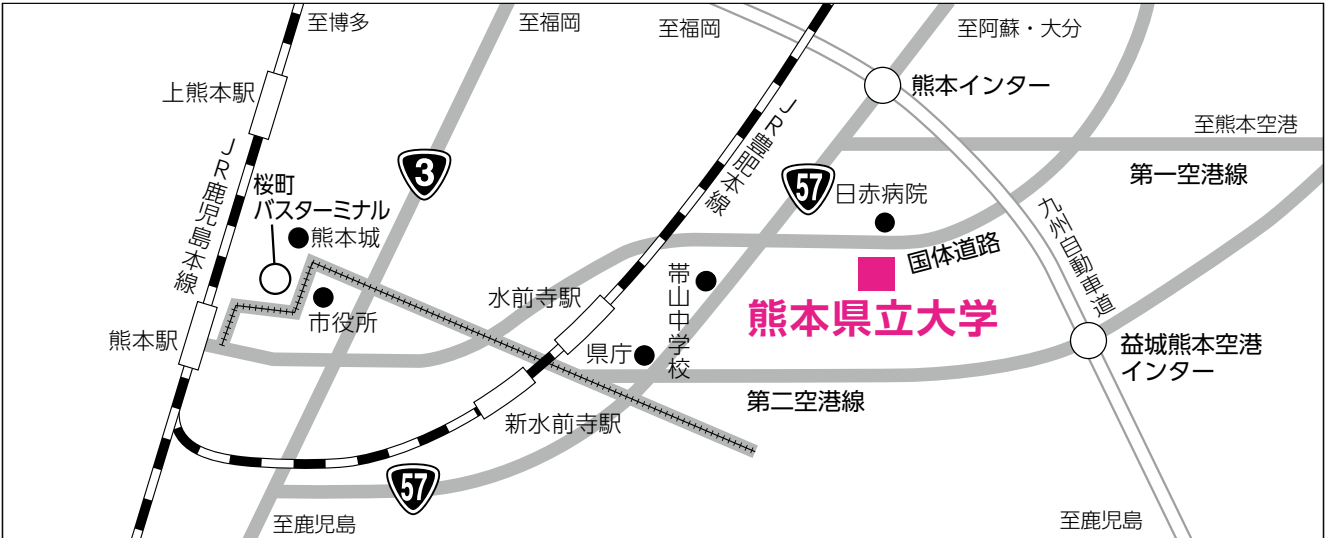 至博多
至福岡
至福岡
至阿蘇・大分
上熊本駅
熊本インター
JR鹿児島本線
JR豊肥本線
至熊本空港
3
57
第一空港線
桜町
バスターミナル
日赤病院
熊本城
九州自動車道
国体道路
帯山中学校
水前寺駅
市役所
熊本県立大学
熊本駅
県庁
益城熊本空港
インター
第二空港線
新水前寺駅
57
至鹿児島
至鹿児島